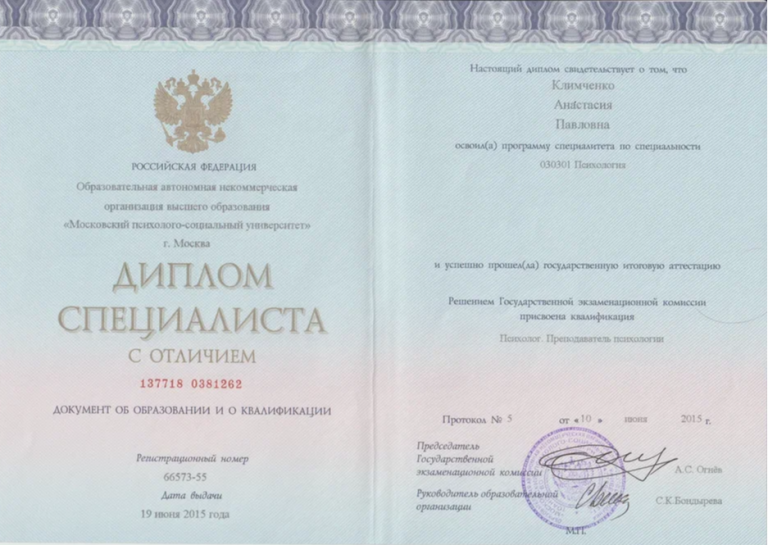 РОССИЙСКАЯ ФЕДЕРАЦИЯ
Образовательная автономная некоммерческая
организация высшего образования
«Московский психолого-социальный университет»
г. Москва
ДИПЛОМ
СПЕЦИАЛИСТА
С ОТЛИЧИЕМ
137718 0381262
ДОКУМЕНТ ОБ ОБРАЗОВАНИИ И О КВАЛИФИКАЦИИ
Регистрационный номер
66573-55
Дата выдачи
19 июня 2015 года
Настоящий диплом свидетельствует о том, что
Климченко
Анастасия
Павловна
освоил(а) программу специалитета по специальности
030301 Психология
и успешно прошел(ла) государственную итоговую аттестацию
Решением Государственной экзаменационной комиссии
присвоена квалификация
Психолог. Преподаватель психологии
Протокол № 5 от «10 » июня 2015 г.
Председатель
Государственной
экзаменационной комиссии
А.С. Огнёв
Руководитель образовательной
организации
С.К.Бондырева
М.П.